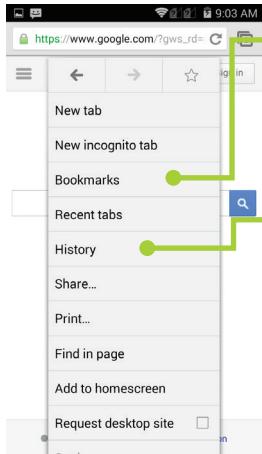 9:03 AM
https://www.google.com/?gws_rd=
in
New tab
New incognito tab
Bookmarks
Recent tabs
History
Share...
Print...
Find in page
Add to homescreen
Request desktop site